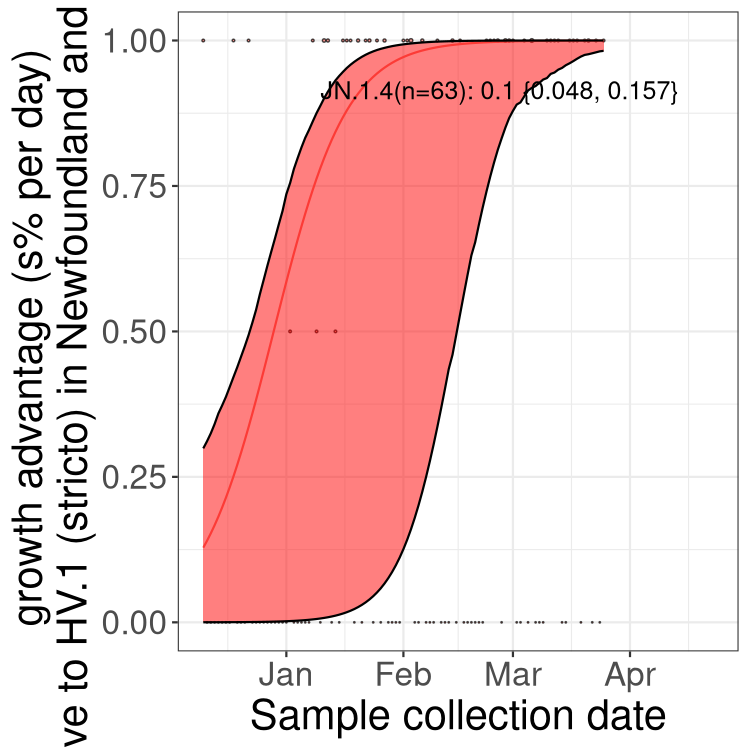 growth advantage (s% per day)
ve to HV.1 (stricto) in Newfoundland and
1.00
0.75
0.50
0.25
0.00
JN.1.4(n=63): 0.1 {0.048, 0.157}
Jan Feb Mar Apr
Sample collection date